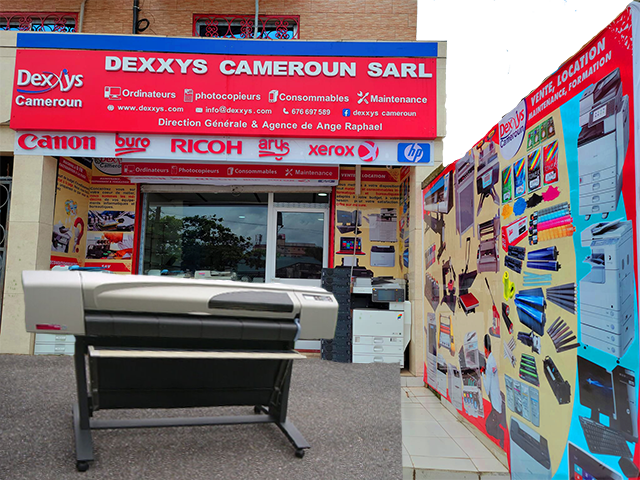 DEXXYS CAMEROUN SARL
Dexxys
Cameroun
Ordinateurs photocopieurs Consommables Maintenance
www.dexxys.com info@dexxys.com 676 697 589 dexxys cameroun
Direction Générale & Agence de Ange Raphael
Canon buro RICOH arys xerox hp
Ordinateurs Photocopieurs Consommables Maintenance
VENTE, LOCATION
MAINTENANCE, FORMATION
Dexxys